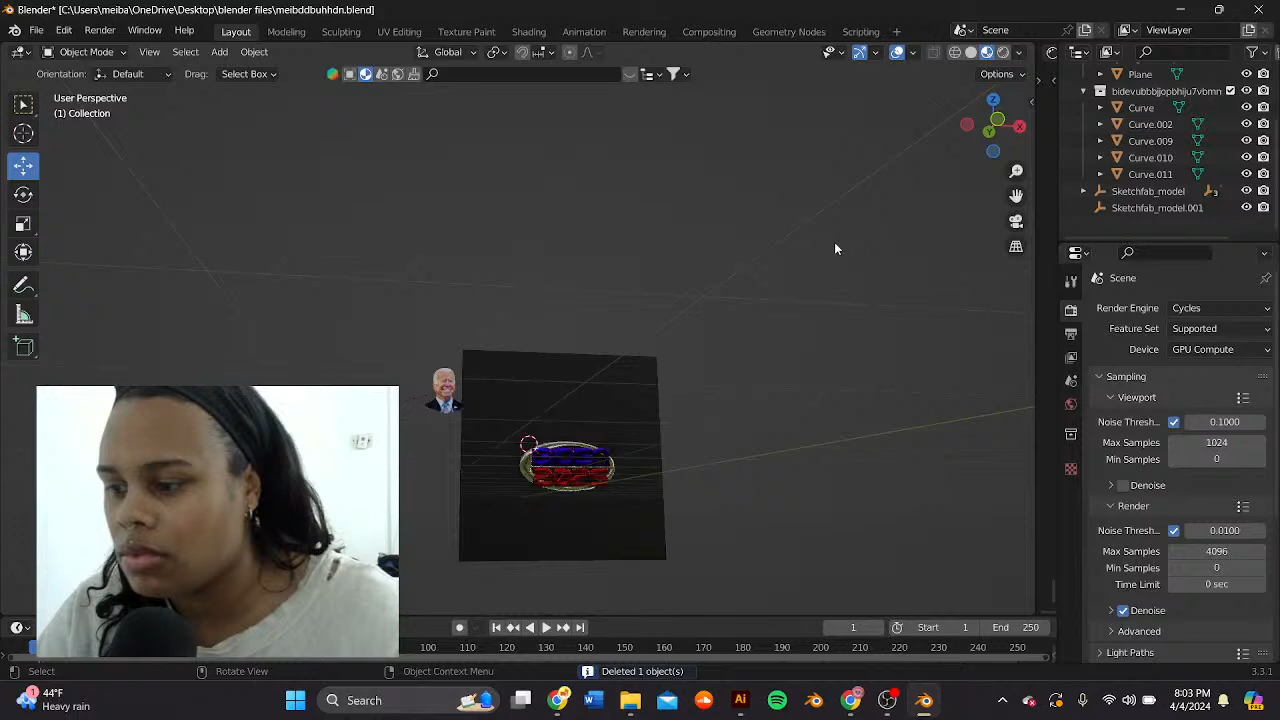 Blender* [C:\Users\meiba\OneDrive\Desktop\blender files\meibddbuhhdn.blend]
File Edit Render Window Help Layout Modeling Sculpting UV Editing Texture Paint Shading Animation Rendering Compositing Geometry Nodes Scripting + Scene ViewLayer
Object Mode View Select Add Object Global
Orientation: Default Drag: Select Box Options
User Perspective
(1) Collection
Z
X
Y
Plane
bidevubbbjjopbhiju7vbmnn
Curve
Curve.002
Curve.009
Curve.010
Curve.011
Sketchfab_model 3
Sketchfab_model.001
Scene
Render Engine Cycles
Feature Set Supported
Device GPU Compute
Sampling
Viewport
Noise Thresh.. 0.1000
Max Samples 1024
Min Samples 0
Denoise
Render
Noise Thresh.. 0.0100
Max Samples 4096
Min Samples 0
Time Limit 0 sec
Denoise
Advanced
Light Paths
1 Start 1 End 250
100 110 120 130 140 150 160 170 180 190 200 210 220 230 240 250
Select Rotate View Object Context Menu Deleted 1 object(s) 3.3.1
1 44°F
Heavy rain
Search
8:03 PM
4/4/2024